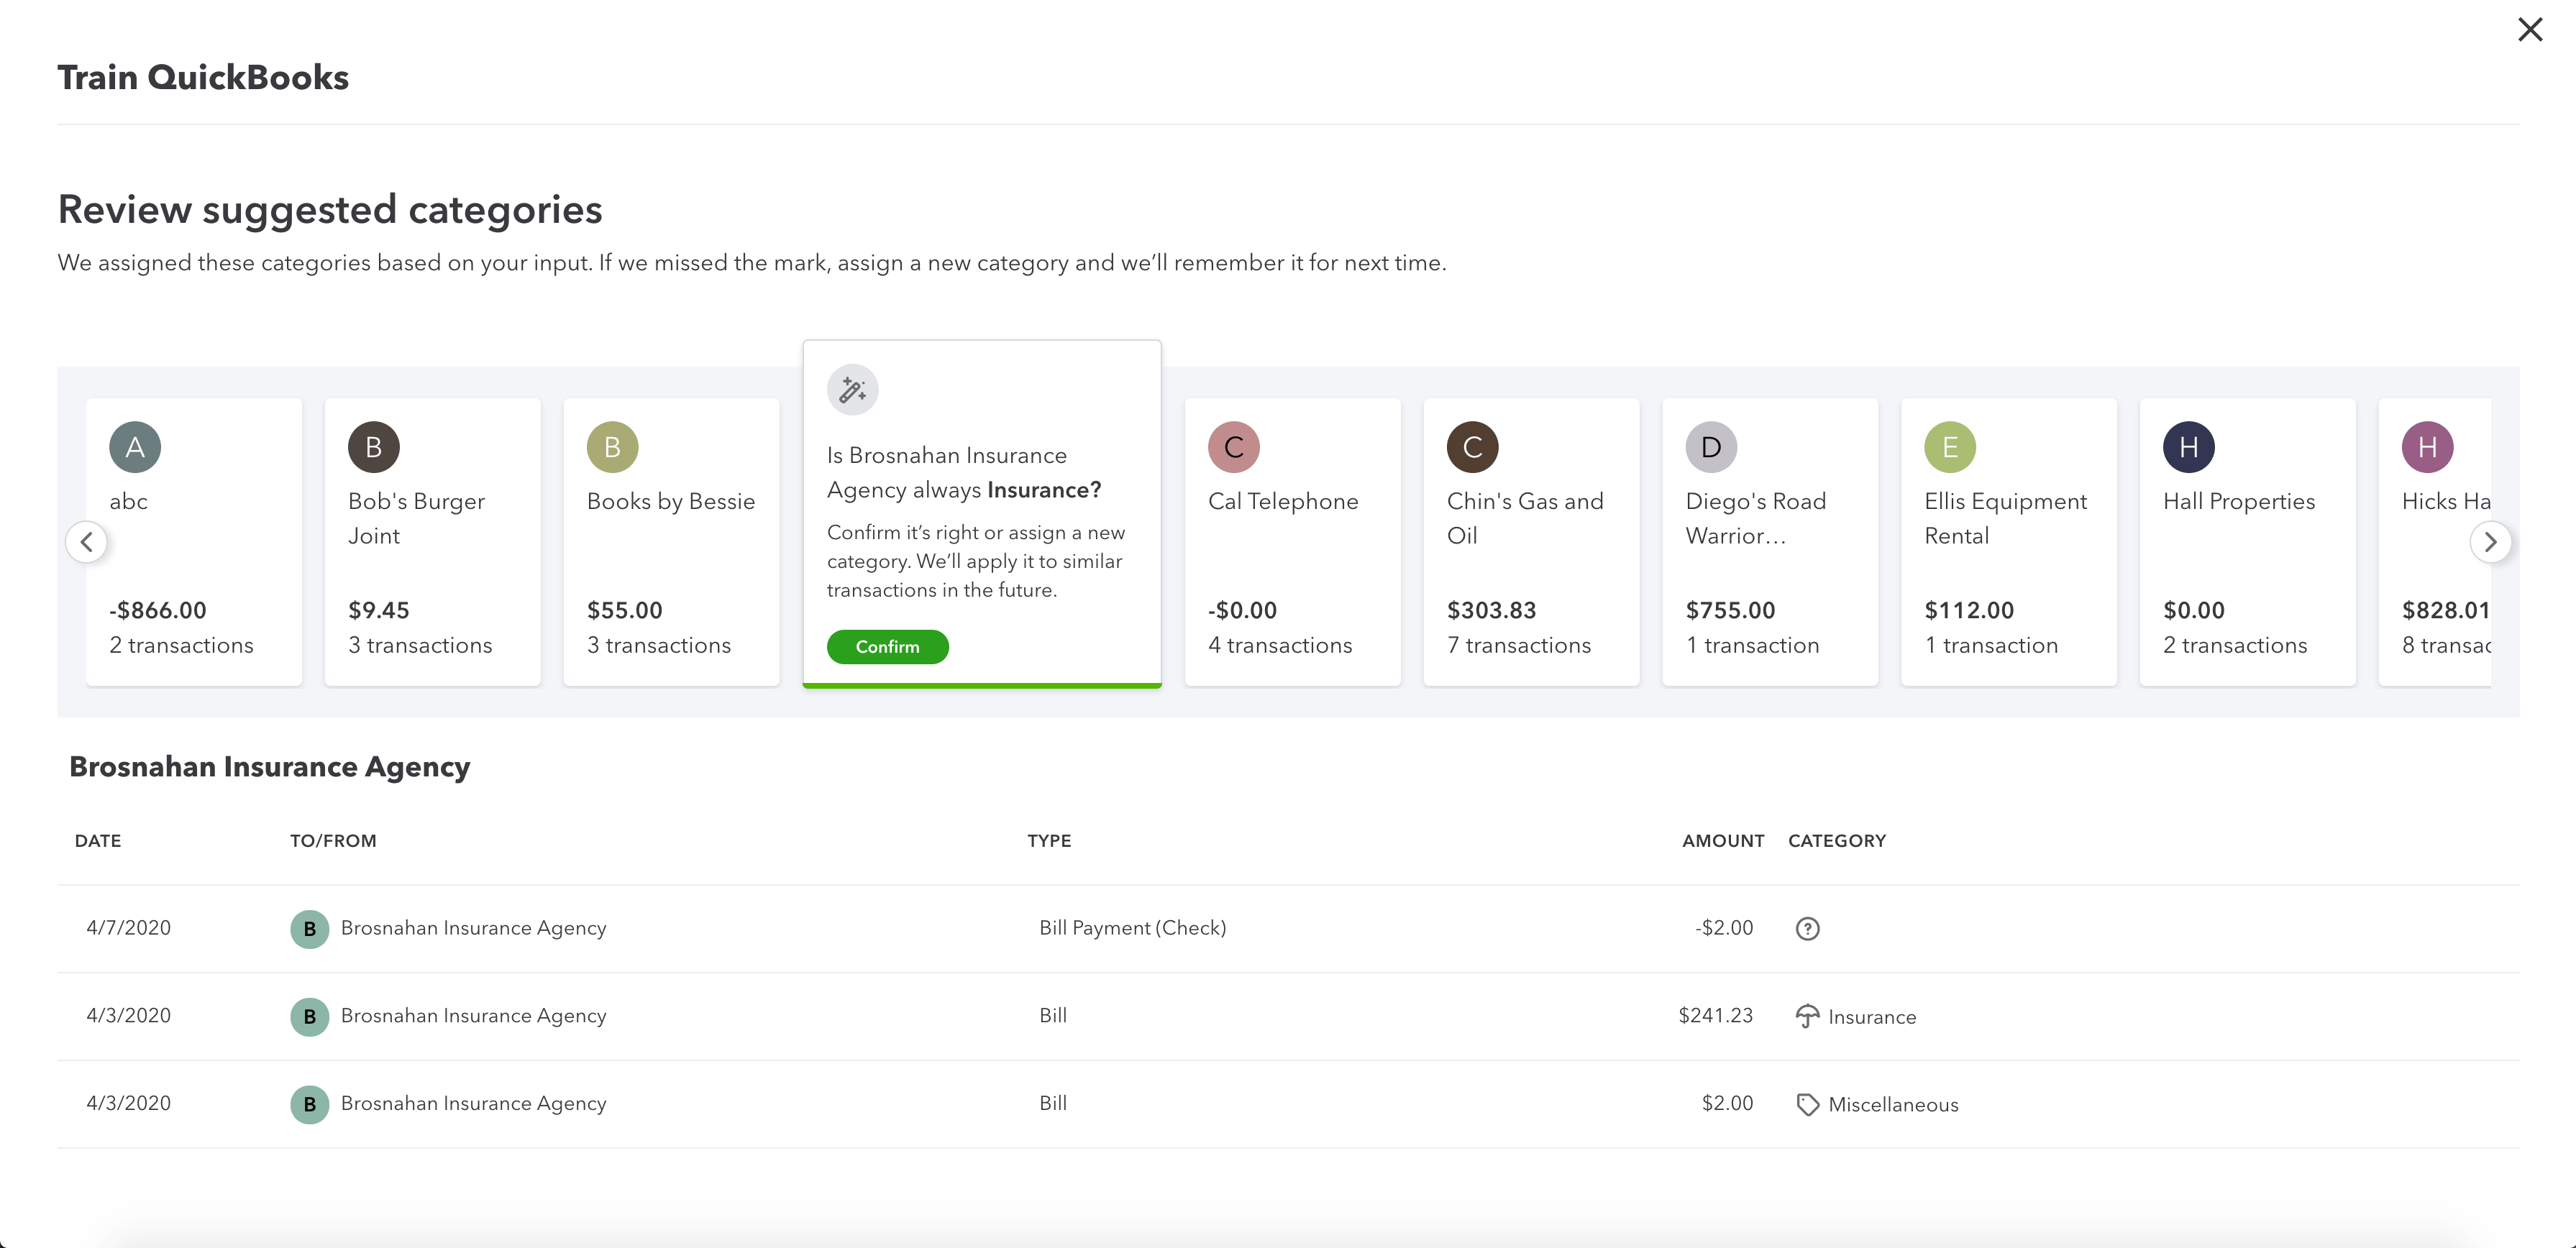 Train QuickBooks
Review suggested categories
We assigned these categories based on your input. If we missed the mark, assign a new category and we’ll remember it for next time.
A
abc
-$866.00
2 transactions
B
Bob's Burger
Joint
$9.45
3 transactions
B
Books by Bessie
$55.00
3 transactions
Is Brosnahan Insurance
Agency always Insurance?
Confirm it’s right or assign a new
category. We’ll apply it to similar
transactions in the future.
Confirm
C
Cal Telephone
-$0.00
4 transactions
C
Chin's Gas and
Oil
$303.83
7 transactions
D
Diego's Road
Warrior...
$755.00
1 transaction
E
Ellis Equipment
Rental
$112.00
1 transaction
H
Hall Properties
$0.00
2 transactions
H
Hicks Ha
$828.01
8 transac
Brosnahan Insurance Agency
DATE TO/FROM TYPE AMOUNT CATEGORY
4/7/2020 B Brosnahan Insurance Agency Bill Payment (Check) -$2.00 ?
4/3/2020 B Brosnahan Insurance Agency Bill $241.23 Insurance
4/3/2020 B Brosnahan Insurance Agency Bill $2.00 Miscellaneous